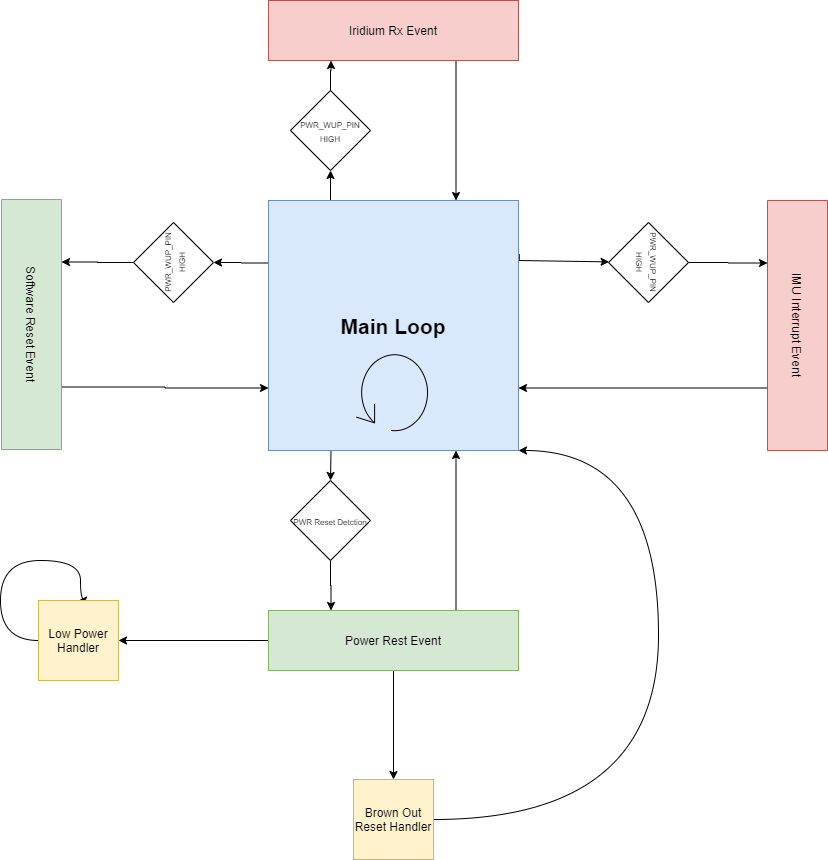 Iridium Rx Event
PWR_WUP_PIN
HIGH
Software Reset Event
PWR_WUP_PIN
HIGH
PWR_WUP_PIN
HIGH
IMU Interrupt Event
Main Loop
PWR Reset Detction
Low Power
Handler
Power Rest Event
Brown Out
Reset Handler